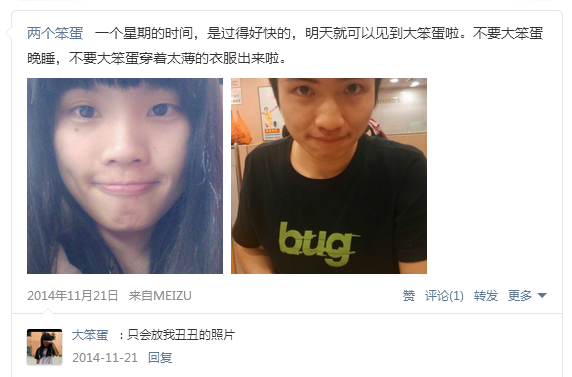 两个笨蛋 一个星期的时间，是过得好快的，明天就可以见到大笨蛋啦。不要大笨蛋
晚睡，不要大笨蛋穿着太薄的衣服出来啦。
bug
2014年11月21日 来自MEIZU 赞 评论(1) 转发 更多
大笨蛋 : 只会放我丑丑的照片
2014-11-21 回复